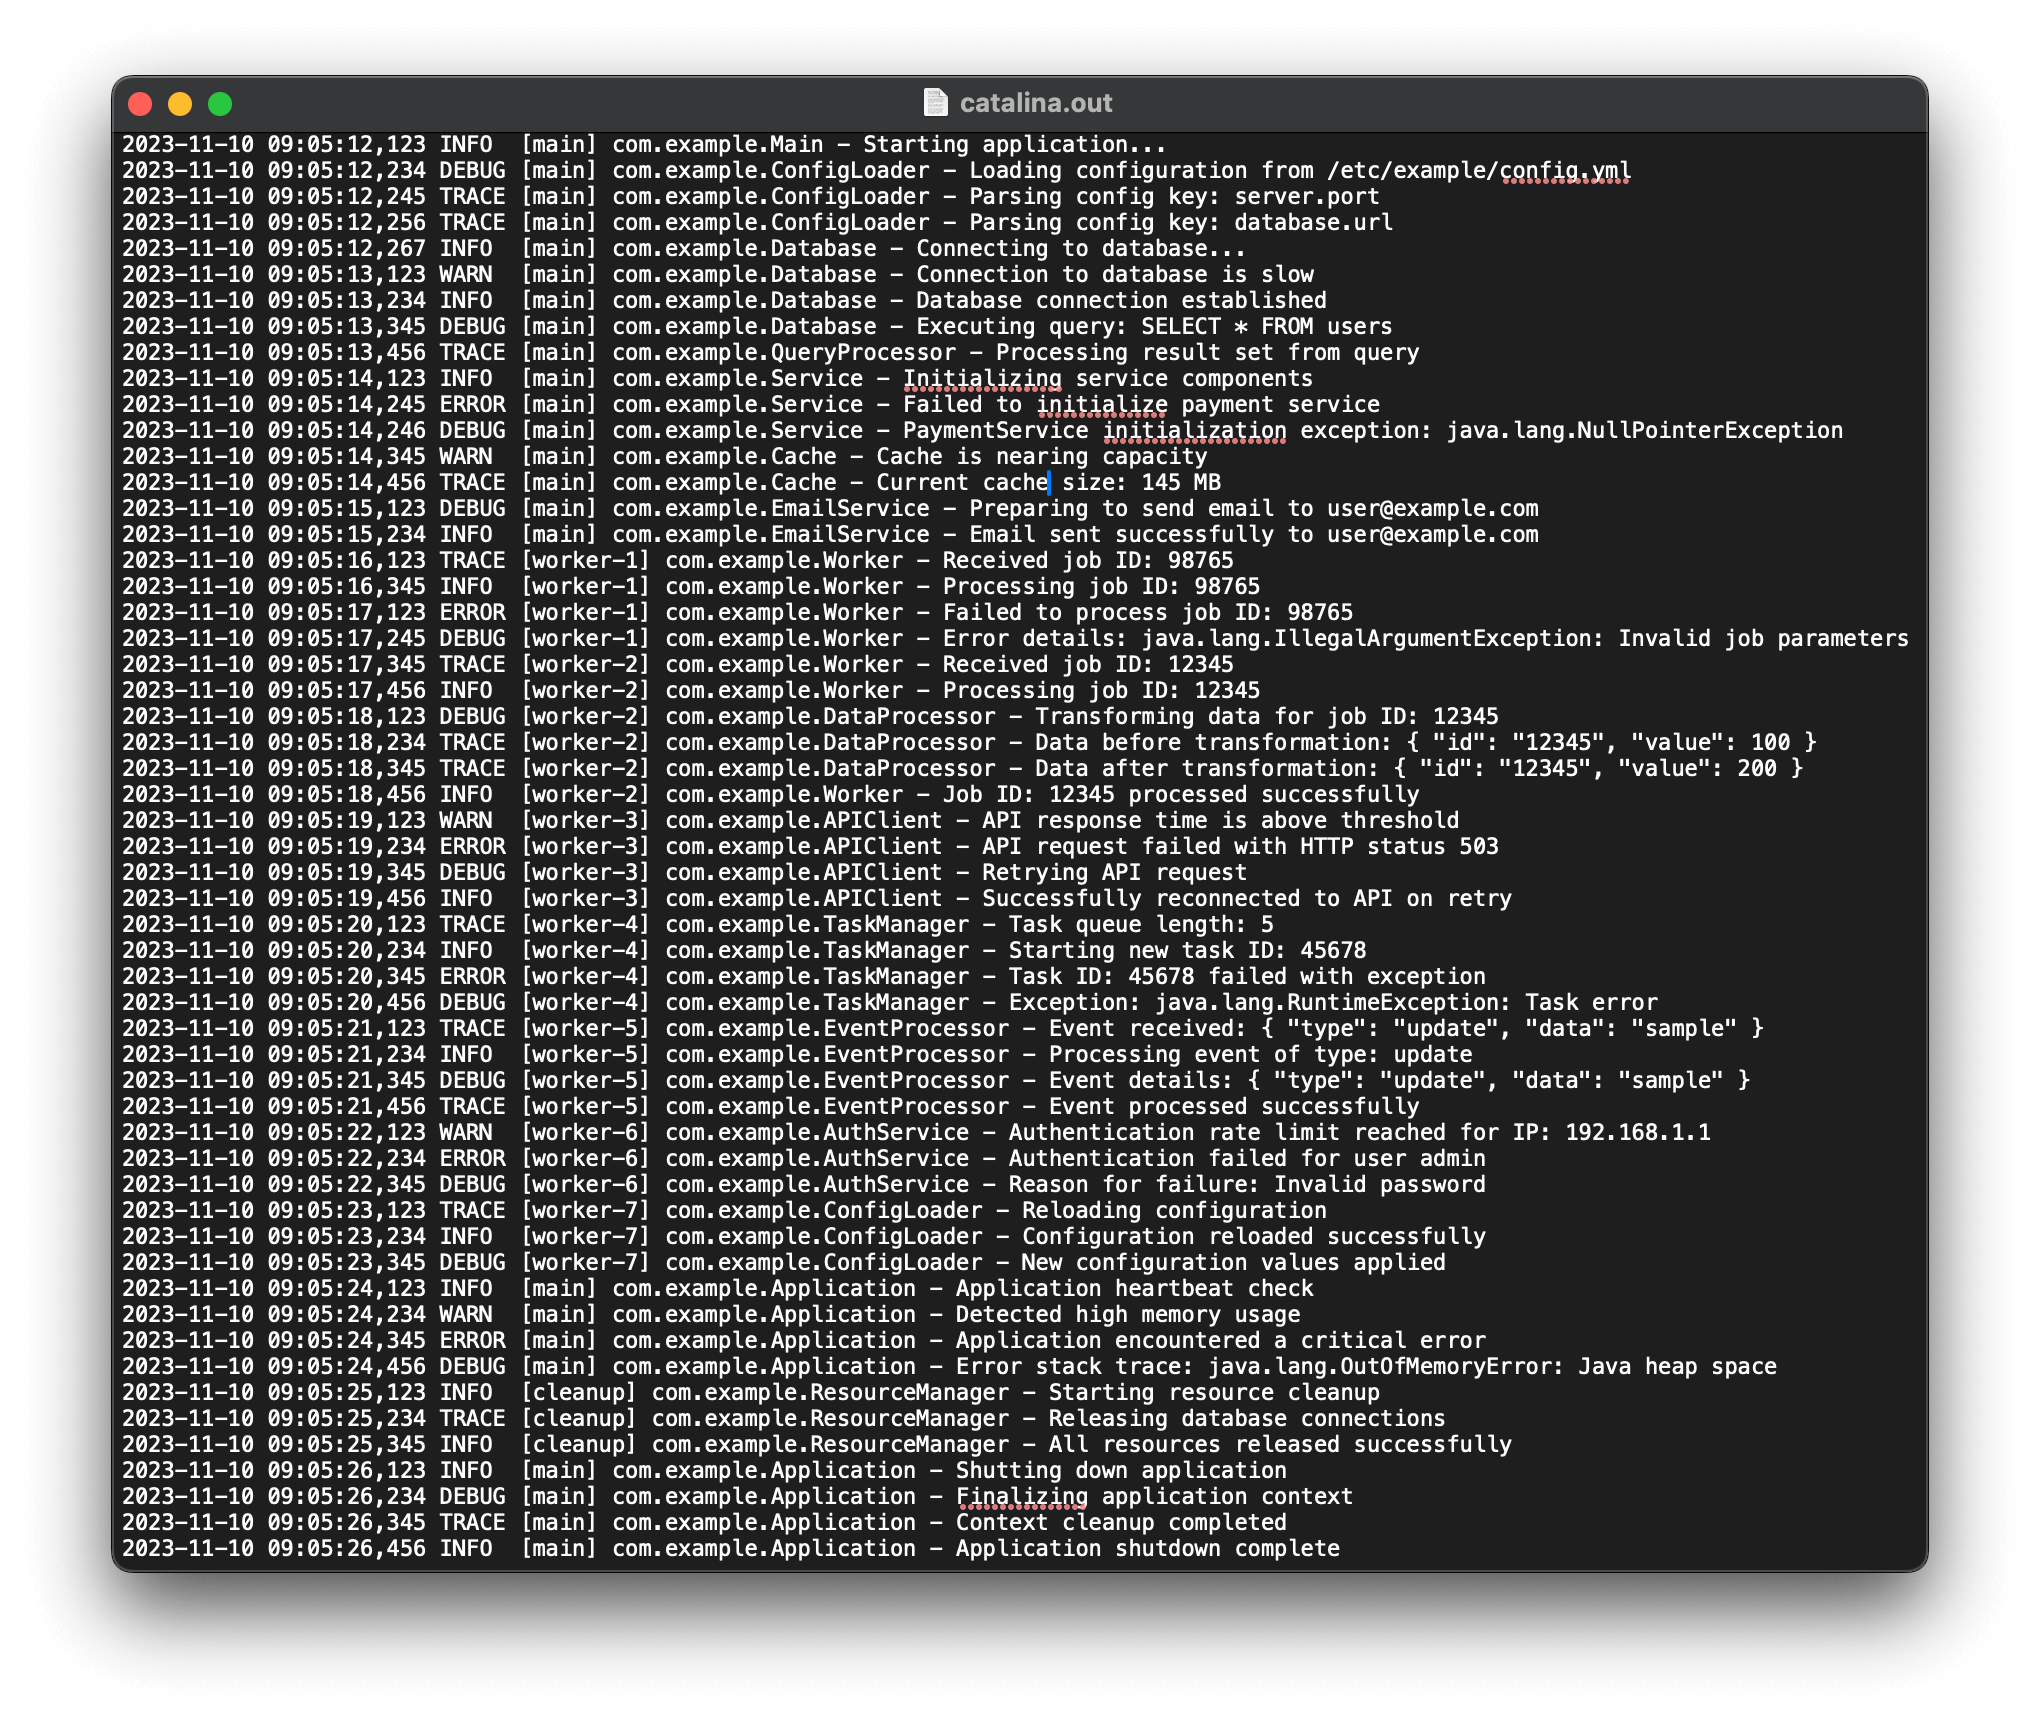 catalina.out
2023-11-10 09:05:12,123 INFO  [main] com.example.Main - Starting application...
2023-11-10 09:05:12,234 DEBUG [main] com.example.ConfigLoader - Loading configuration from /etc/example/config.yml
2023-11-10 09:05:12,245 TRACE [main] com.example.ConfigLoader - Parsing config key: server.port
2023-11-10 09:05:12,256 TRACE [main] com.example.ConfigLoader - Parsing config key: database.url
2023-11-10 09:05:12,267 INFO  [main] com.example.Database - Connecting to database...
2023-11-10 09:05:13,123 WARN  [main] com.example.Database - Connection to database is slow
2023-11-10 09:05:13,234 INFO  [main] com.example.Database - Database connection established
2023-11-10 09:05:13,345 DEBUG [main] com.example.Database - Executing query: SELECT * FROM users
2023-11-10 09:05:13,456 TRACE [main] com.example.QueryProcessor - Processing result set from query
2023-11-10 09:05:14,123 INFO  [main] com.example.Service - Initializing service components
2023-11-10 09:05:14,245 ERROR [main] com.example.Service - Failed to initialize payment service
2023-11-10 09:05:14,246 DEBUG [main] com.example.Service - PaymentService initialization exception: java.lang.NullPointerException
2023-11-10 09:05:14,345 WARN  [main] com.example.Cache - Cache is nearing capacity
2023-11-10 09:05:14,456 TRACE [main] com.example.Cache - Current cache size: 145 MB
2023-11-10 09:05:15,123 DEBUG [main] com.example.EmailService - Preparing to send email to user@example.com
2023-11-10 09:05:15,234 INFO  [main] com.example.EmailService - Email sent successfully to user@example.com
2023-11-10 09:05:16,123 TRACE [worker-1] com.example.Worker - Received job ID: 98765
2023-11-10 09:05:16,345 INFO  [worker-1] com.example.Worker - Processing job ID: 98765
2023-11-10 09:05:17,123 ERROR [worker-1] com.example.Worker - Failed to process job ID: 98765
2023-11-10 09:05:17,245 DEBUG [worker-1] com.example.Worker - Error details: java.lang.IllegalArgumentException: Invalid job parameters
2023-11-10 09:05:17,345 TRACE [worker-2] com.example.Worker - Received job ID: 12345
2023-11-10 09:05:17,456 INFO  [worker-2] com.example.Worker - Processing job ID: 12345
2023-11-10 09:05:18,123 DEBUG [worker-2] com.example.DataProcessor - Transforming data for job ID: 12345
2023-11-10 09:05:18,234 TRACE [worker-2] com.example.DataProcessor - Data before transformation: { "id": "12345", "value": 100 }
2023-11-10 09:05:18,345 TRACE [worker-2] com.example.DataProcessor - Data after transformation: { "id": "12345", "value": 200 }
2023-11-10 09:05:18,456 INFO  [worker-2] com.example.Worker - Job ID: 12345 processed successfully
2023-11-10 09:05:19,123 WARN  [worker-3] com.example.APIClient - API response time is above threshold
2023-11-10 09:05:19,234 ERROR [worker-3] com.example.APIClient - API request failed with HTTP status 503
2023-11-10 09:05:19,345 DEBUG [worker-3] com.example.APIClient - Retrying API request
2023-11-10 09:05:19,456 INFO  [worker-3] com.example.APIClient - Successfully reconnected to API on retry
2023-11-10 09:05:20,123 TRACE [worker-4] com.example.TaskManager - Task queue length: 5
2023-11-10 09:05:20,234 INFO  [worker-4] com.example.TaskManager - Starting new task ID: 45678
2023-11-10 09:05:20,345 ERROR [worker-4] com.example.TaskManager - Task ID: 45678 failed with exception
2023-11-10 09:05:20,456 DEBUG [worker-4] com.example.TaskManager - Exception: java.lang.RuntimeException: Task error
2023-11-10 09:05:21,123 TRACE [worker-5] com.example.EventProcessor - Event received: { "type": "update", "data": "sample" }
2023-11-10 09:05:21,234 INFO  [worker-5] com.example.EventProcessor - Processing event of type: update
2023-11-10 09:05:21,345 DEBUG [worker-5] com.example.EventProcessor - Event details: { "type": "update", "data": "sample" }
2023-11-10 09:05:21,456 TRACE [worker-5] com.example.EventProcessor - Event processed successfully
2023-11-10 09:05:22,123 WARN  [worker-6] com.example.AuthService - Authentication rate limit reached for IP: 192.168.1.1
2023-11-10 09:05:22,234 ERROR [worker-6] com.example.AuthService - Authentication failed for user admin
2023-11-10 09:05:22,345 DEBUG [worker-6] com.example.AuthService - Reason for failure: Invalid password
2023-11-10 09:05:23,123 TRACE [worker-7] com.example.ConfigLoader - Reloading configuration
2023-11-10 09:05:23,234 INFO  [worker-7] com.example.ConfigLoader - Configuration reloaded successfully
2023-11-10 09:05:23,345 DEBUG [worker-7] com.example.ConfigLoader - New configuration values applied
2023-11-10 09:05:24,123 INFO  [main] com.example.Application - Application heartbeat check
2023-11-10 09:05:24,234 WARN  [main] com.example.Application - Detected high memory usage
2023-11-10 09:05:24,345 ERROR [main] com.example.Application - Application encountered a critical error
2023-11-10 09:05:24,456 DEBUG [main] com.example.Application - Error stack trace: java.lang.OutOfMemoryError: Java heap space
2023-11-10 09:05:25,123 INFO  [cleanup] com.example.ResourceManager - Starting resource cleanup
2023-11-10 09:05:25,234 TRACE [cleanup] com.example.ResourceManager - Releasing database connections
2023-11-10 09:05:25,345 INFO  [cleanup] com.example.ResourceManager - All resources released successfully
2023-11-10 09:05:26,123 INFO  [main] com.example.Application - Shutting down application
2023-11-10 09:05:26,234 DEBUG [main] com.example.Application - Finalizing application context
2023-11-10 09:05:26,345 TRACE [main] com.example.Application - Context cleanup completed
2023-11-10 09:05:26,456 INFO  [main] com.example.Application - Application shutdown complete